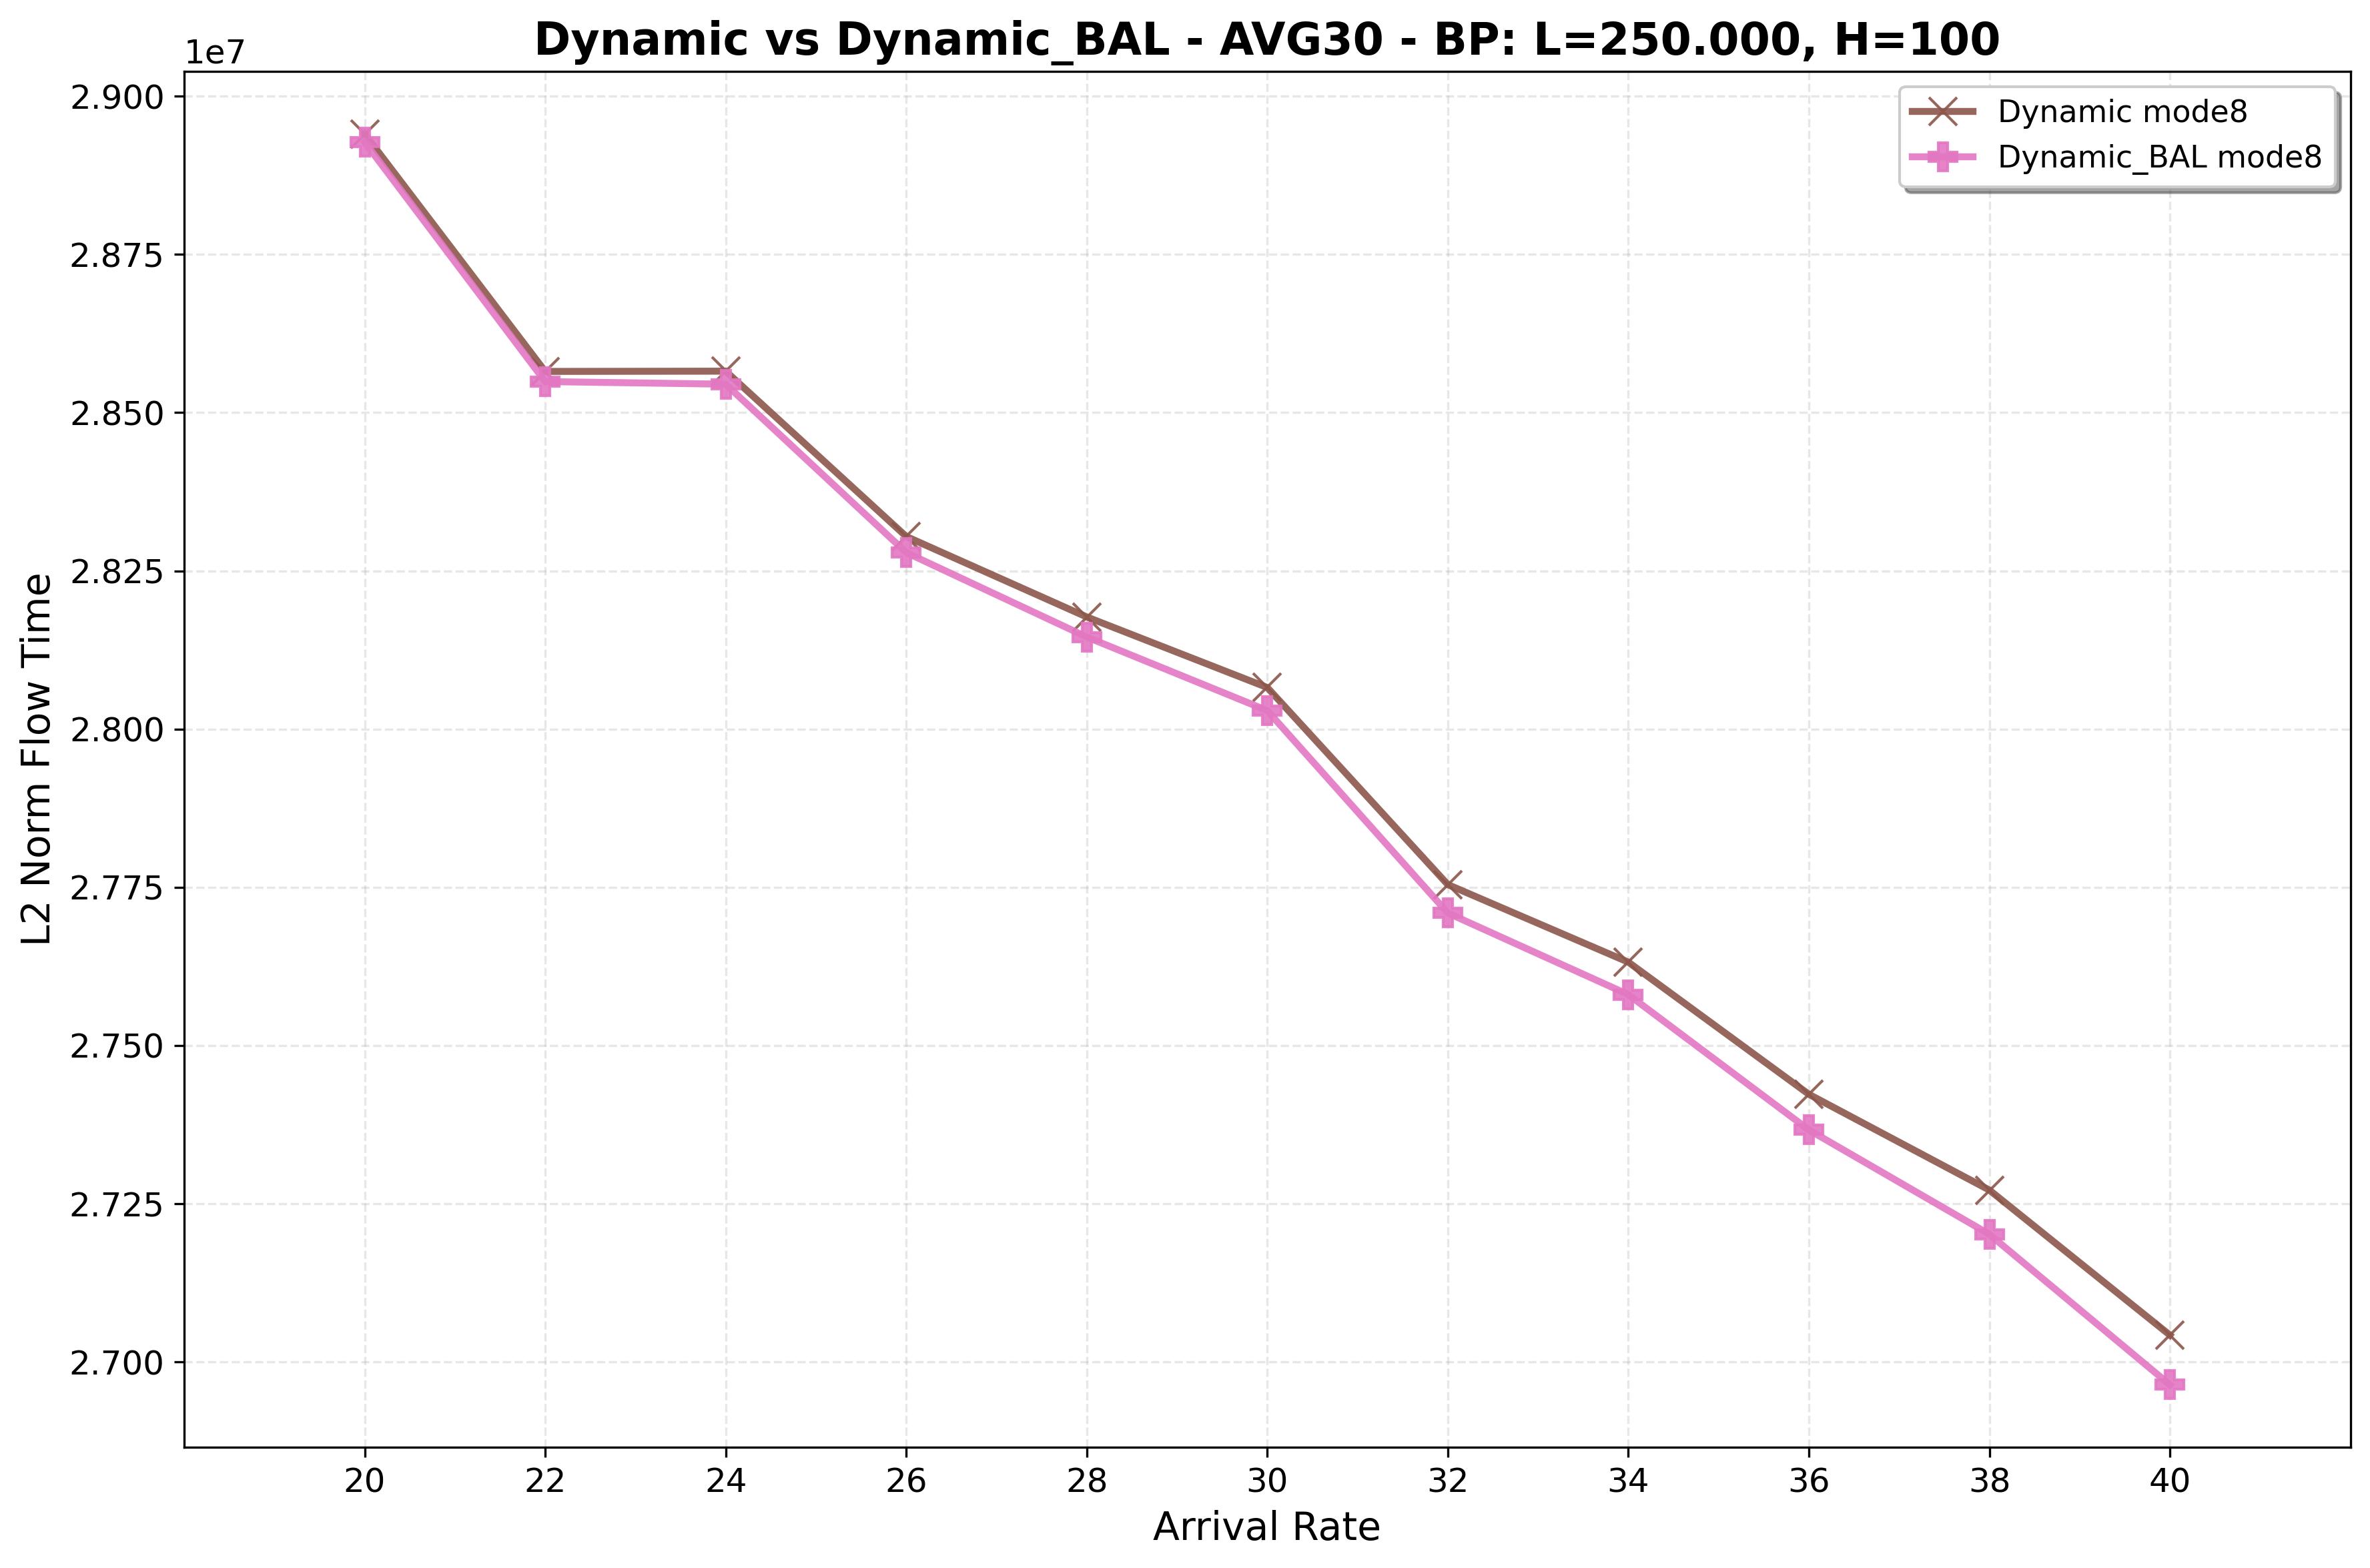 Dynamic vs Dynamic_BAL - AVG30 - BP: L=250.000, H=100
1e7
2.900
2.875
2.850
2.825
2.800
2.775
2.750
2.725
2.700
L2 Norm Flow Time
Dynamic mode8
Dynamic_BAL mode8
20 22 24 26 28 30 32 34 36 38 40
Arrival Rate